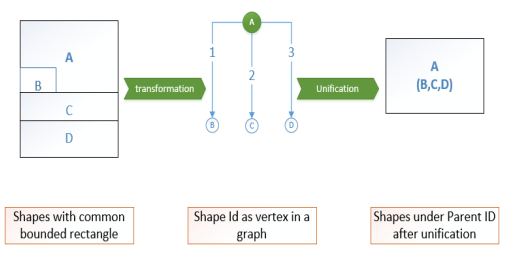 A
B
C
D
transformation
A
1
2
3
B
C
D
Unification
A
(B,C,D)
Shapes with common
bounded rectangle
Shape Id as vertex in a
graph
Shapes under Parent ID
after unification